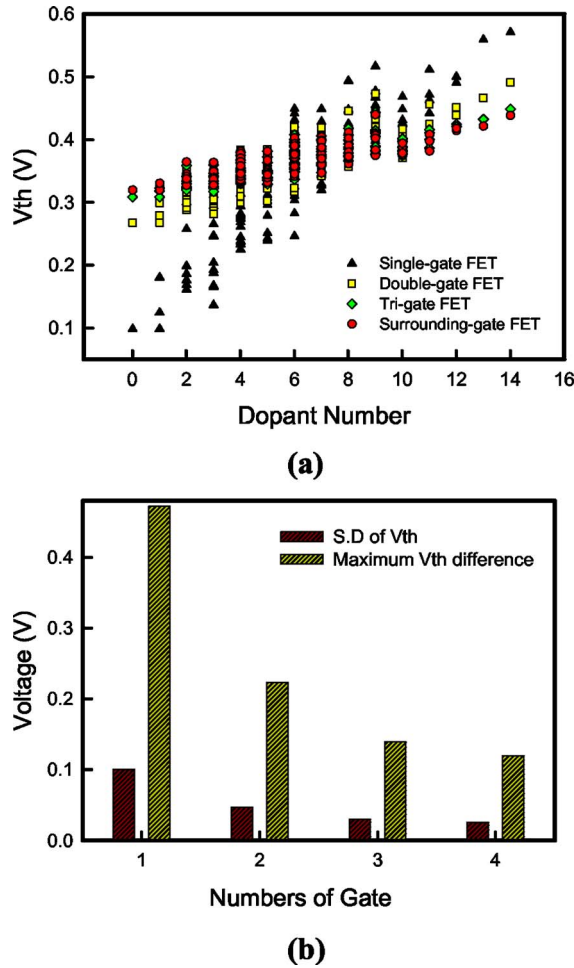 0.6
0.5
0.4
0.3
0.2
0.1
Vth (V)
Single-gate FET
Double-gate FET
Tri-gate FET
Surrounding-gate FET
0 2 4 6 8 10 12 14 16
Dopant Number
(a)
0.4
0.3
0.2
0.1
0.0
Voltage (V)
S.D of Vth
Maximum Vth difference
1 2 3 4
Numbers of Gate
(b)